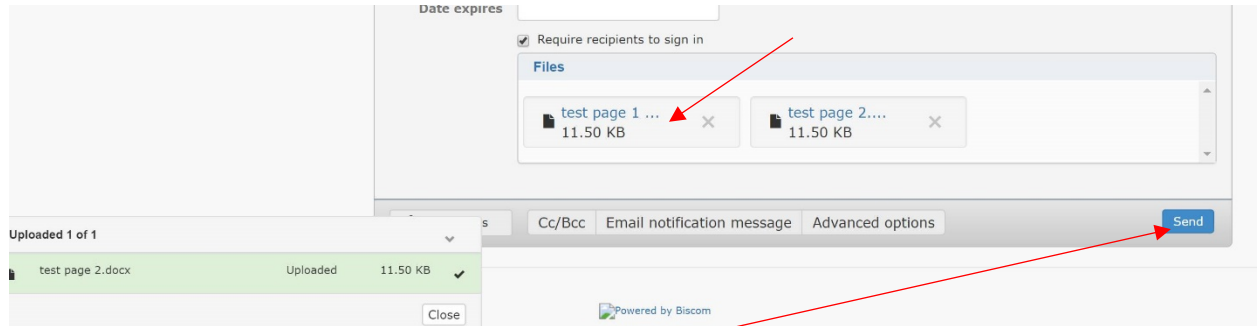 Date expires
Require recipients to sign in
Files
test page 1 ...
11.50 KB
test page 2....
11.50 KB
s
Cc/Bcc
Email notification message
Advanced options
Send
Uploaded 1 of 1
test page 2.docx
Uploaded
11.50 KB
Close
Powered by Biscom